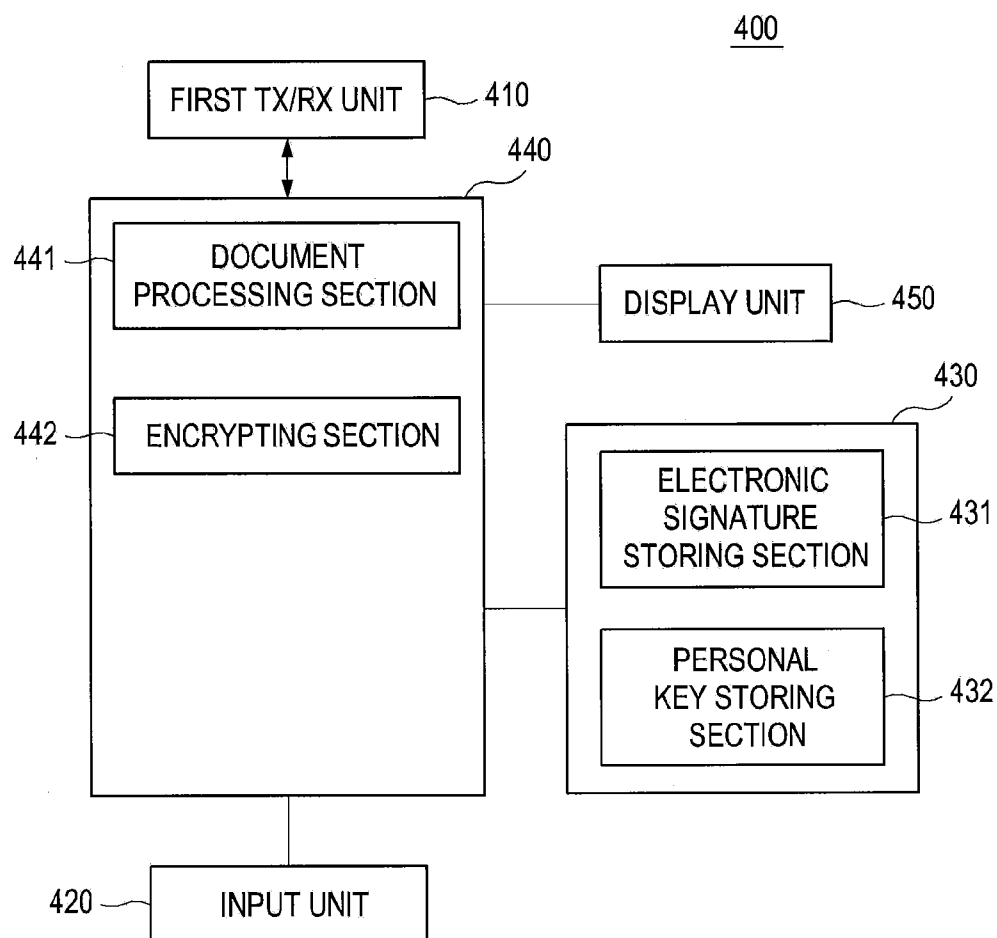 400
FIRST TX/RX UNIT
410
440
441
DOCUMENT
PROCESSING SECTION
DISPLAY UNIT
450
442
ENCRYPTING SECTION
430
ELECTRONIC
SIGNATURE
STORING SECTION
431
PERSONAL
KEY STORING
SECTION
432
420
INPUT UNIT